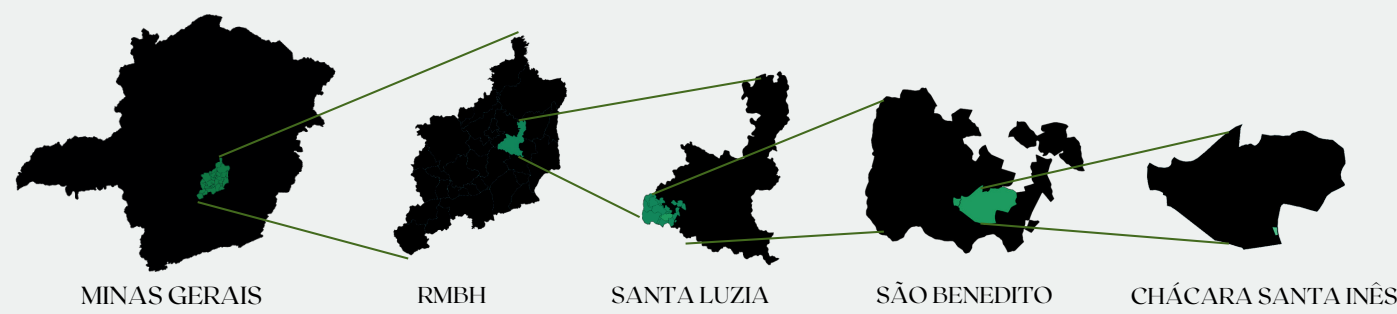 MINAS GERAIS
RMBH
SANTA LUZIA
SÃO BENEDITO
CHÁCARA SANTA INÊS